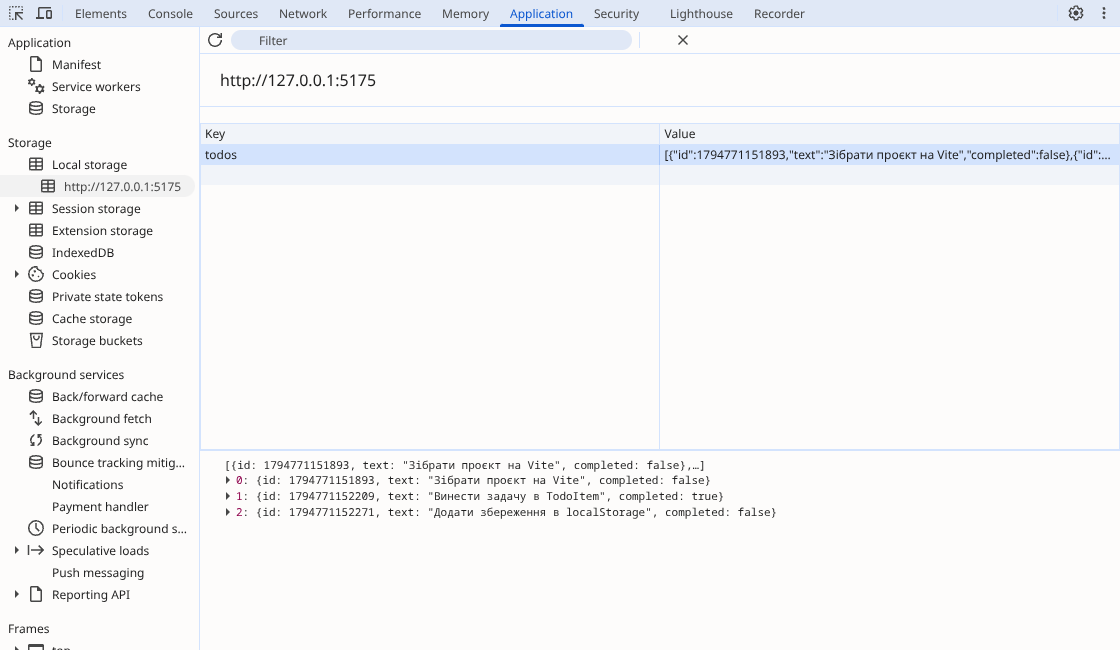 Elements Console Sources Network Performance Memory Application Security Lighthouse Recorder
Application
Manifest
Service workers
Storage
Storage
Local storage
http://127.0.0.1:5175
Session storage
Extension storage
IndexedDB
Cookies
Private state tokens
Cache storage
Storage buckets
Background services
Back/forward cache
Background fetch
Background sync
Bounce tracking mitig...
Notifications
Payment handler
Periodic background s...
Speculative loads
Push messaging
Reporting API
Frames
top
Filter
http://127.0.0.1:5175
Key Value
todos [{"id":1794771151893,"text":"Зібрати проєкт на Vite","completed":false},{"id":...
[{id: 1794771151893, text: "Зібрати проєкт на Vite", completed: false},…]
0: {id: 1794771151893, text: "Зібрати проєкт на Vite", completed: false}
1: {id: 1794771152209, text: "Винести задачу в TodoItem", completed: true}
2: {id: 1794771152271, text: "Додати збереження в localStorage", completed: false}